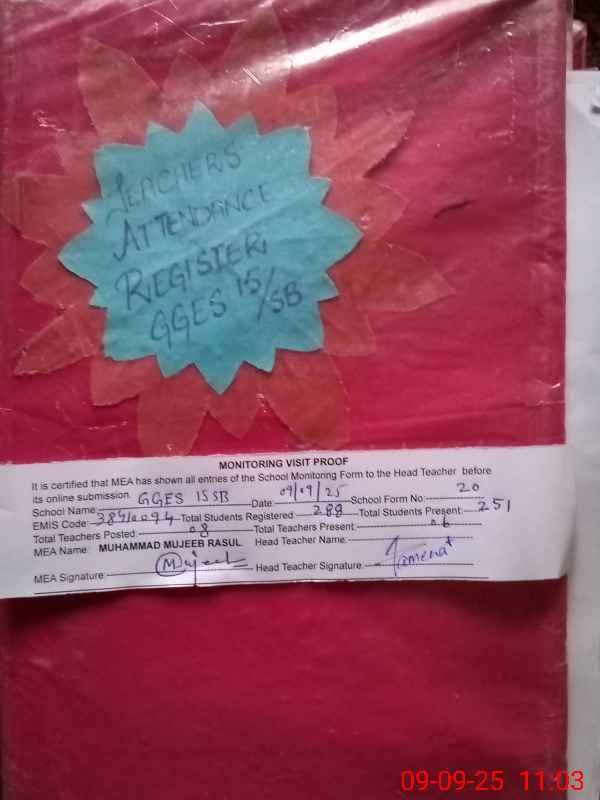 TEACHERS
ATTENDANCE
REGISTER
GGES 15/SB
MONITORING VISIT PROOF
It is certified that MEA has shown all entries of the School Monitoring Form to the Head Teacher before
its online submission.
School Name: GGES 15 SB Date: 09/09/25 School Form No: 20
EMIS Code: Total Students Registered: 288 Total Students Present: 251
Total Teachers Posted: 08 Total Teachers Present: 06
MEA Name: MUHAMMAD MUJEEB RASUL Head Teacher Name:
MEA Signature: Mujeeb Head Teacher Signature:
09-09-25 11:03